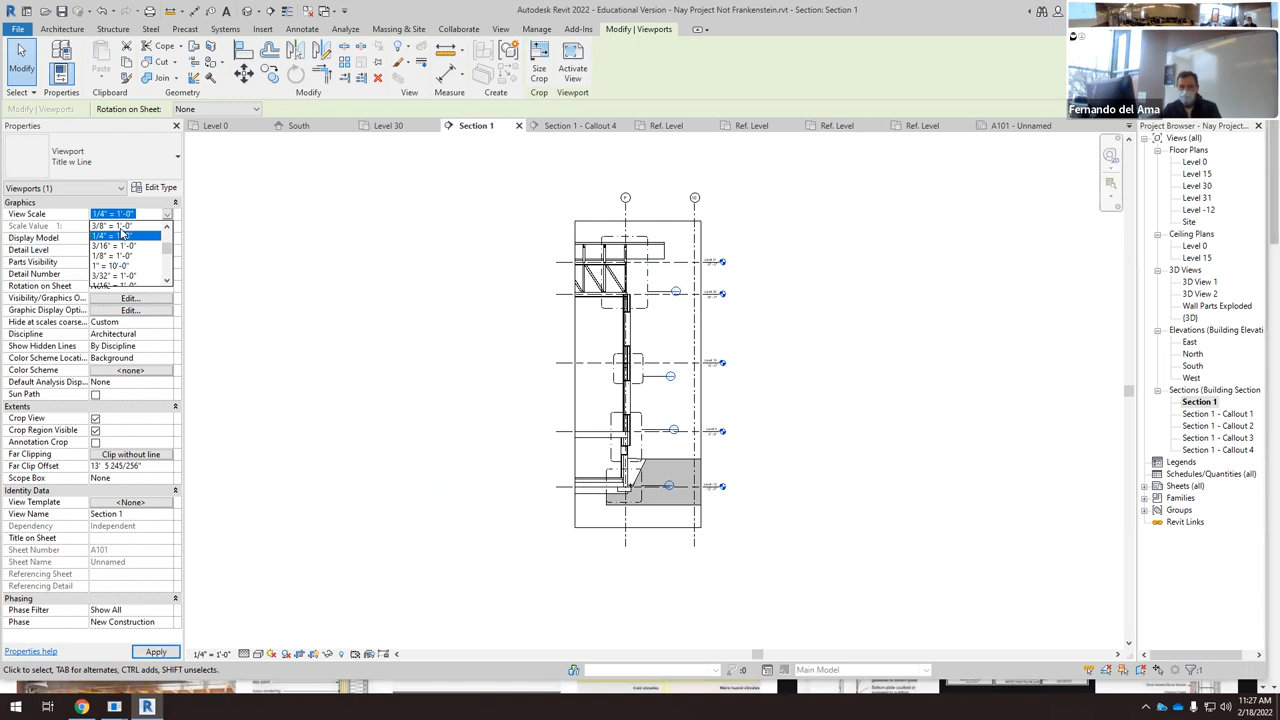 Autodesk Revit 2022 - Educational Version - Nay Project Not Frankenstein.rvt - Section: Section 1
File Architecture Structure Steel Precast Systems Insert Annotate Analyze Massing & Site Collaborate View Manage Add-Ins Modify | Viewports
Modify Paste Cope Cut Join Size Crop Activate View
Select Properties Clipboard Geometry Modify View Measure Create Crop Viewport
Fernando del Ama
Modify | Viewports Rotation on Sheet: None
Level 0 South Level 30 Section 1 Section 1 - Callout 4 Ref. Level Ref. Level Ref. Level Ref. Level A101 - Unnamed
Properties
Viewport
Title w Line
Viewports (1) Edit Type
Graphics
View Scale 1/4" = 1'-0"
Scale Value 1: 3/8" = 1'-0"
Display Model
Detail Level 3/16" = 1'-0"
Parts Visibility 1/8" = 1'-0"
Detail Number 1" = 10'-0"
3/32" = 1'-0"
Rotation on Sheet
Visibility/Graphics O... Edit...
Graphic Display Opti... Edit...
Hide at scales coarse... Custom
Discipline Architectural
Show Hidden Lines By Discipline
Color Scheme Locati... Background
Color Scheme <none>
Default Analysis Disp... None
Sun Path
Extents
Crop View
Crop Region Visible
Annotation Crop
Far Clipping Clip without line
Far Clip Offset 13' 5 245/256"
Scope Box None
Identity Data
View Template <None>
View Name Section 1
Dependency Independent
Title on Sheet
Sheet Number A101
Sheet Name Unnamed
Referencing Sheet
Referencing Detail
Phasing
Phase Filter Show All
Phase New Construction
Properties help Apply
Project Browser - Nay Project...
Views (all)
Floor Plans
Level 0
Level 15
Level 30
Level 31
Level -12
Site
Ceiling Plans
Level 0
Level 15
3D Views
3D View 1
3D View 2
Wall Parts Exploded
{3D}
Elevations (Building Elevati
East
North
South
West
Sections (Building Section
Section 1
Section 1 - Callout 1
Section 1 - Callout 2
Section 1 - Callout 3
Section 1 - Callout 4
Legends
Schedules/Quantities (all)
Sheets (all)
Families
Groups
Revit Links
1/4" = 1'-0"
Click to select, TAB for alternates, CTRL adds, SHIFT unselects. :0 Main Model :1
11:27 AM
2/18/2022